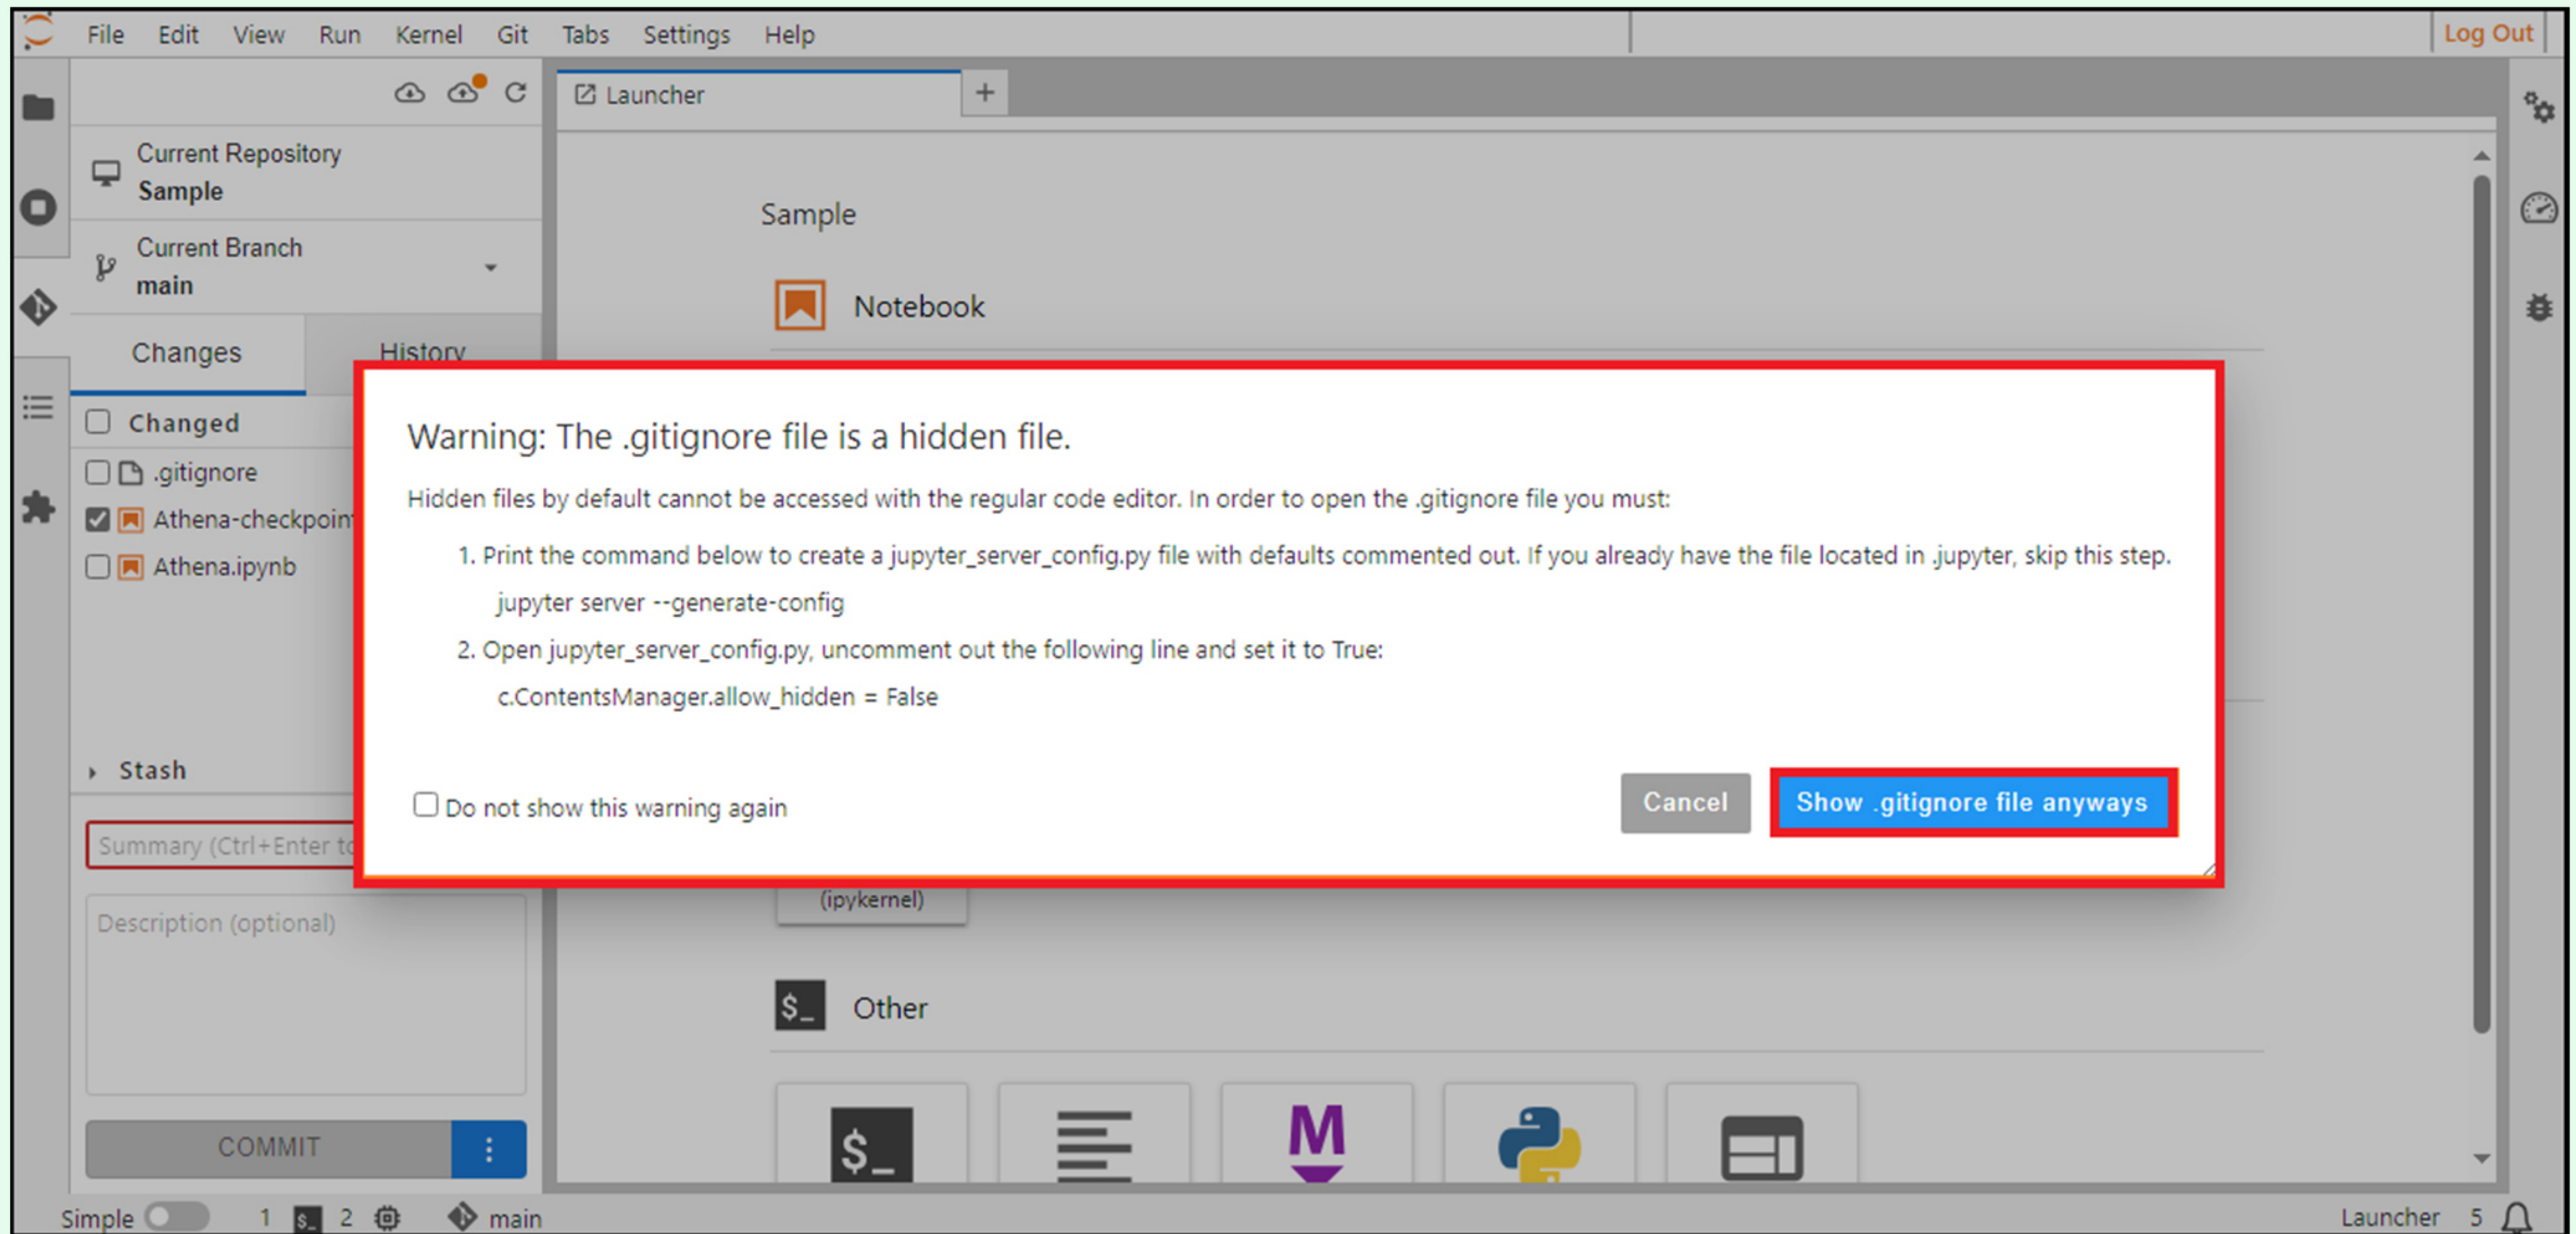 File Edit View Run Kernel Git Tabs Settings Help
Log Out
Current Repository
Sample
Current Branch
main
Changes
History
Changed
.gitignore
Athena-checkpoint
Athena.ipynb
Stash
Summary (Ctrl+Enter to
Description (optional)
COMMIT
Launcher
+
Sample
Notebook
Warning: The .gitignore file is a hidden file.
Hidden files by default cannot be accessed with the regular code editor. In order to open the .gitignore file you must:
1. Print the command below to create a jupyter_server_config.py file with defaults commented out. If you already have the file located in .jupyter, skip this step.
jupyter server --generate-config
2. Open jupyter_server_config.py, uncomment out the following line and set it to True:
c.ContentsManager.allow_hidden = False
Do not show this warning again
Cancel
Show .gitignore file anyways
(ipykernel)
$_ Other
$_
M
Simple 1 $_ 2 main
Launcher 5